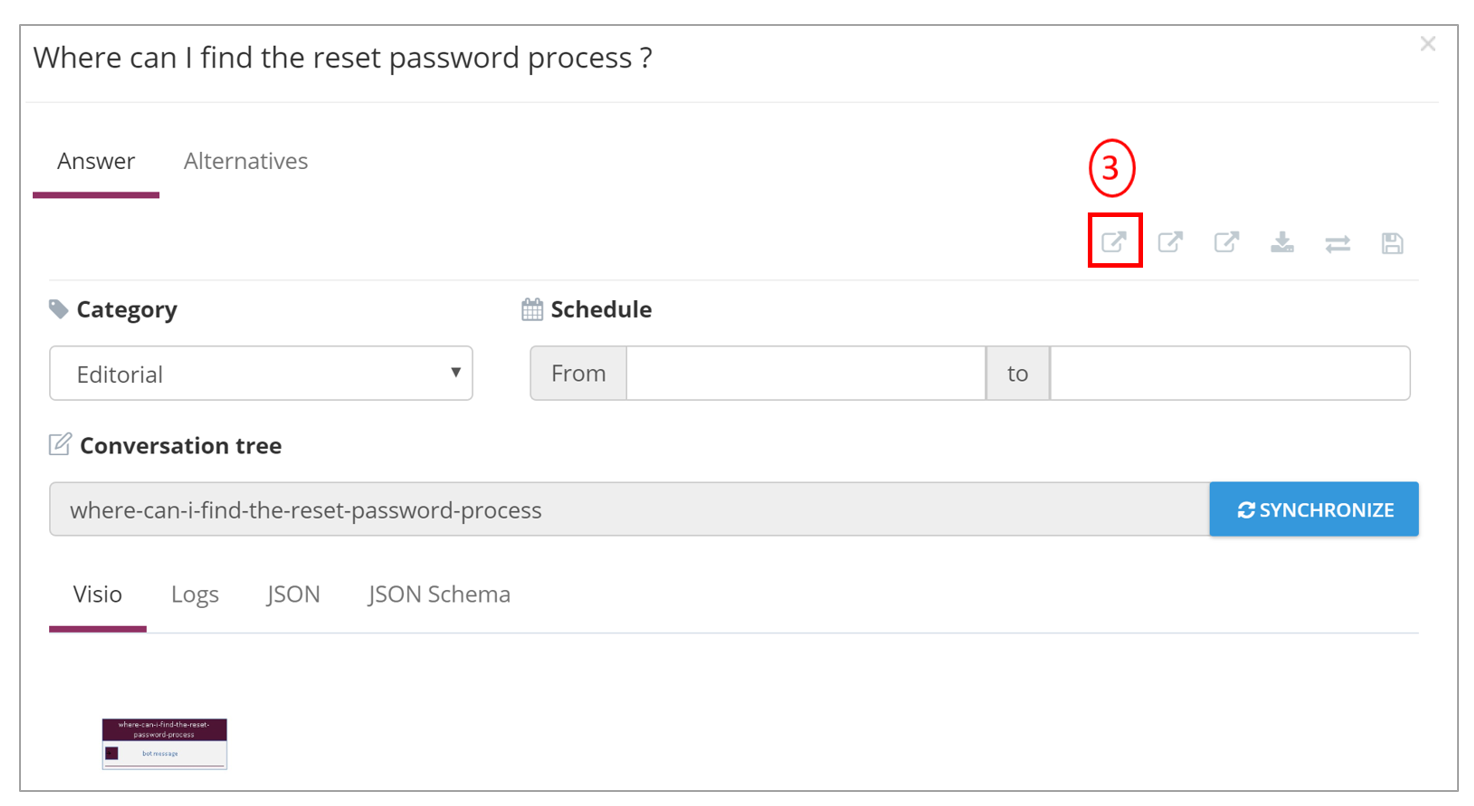 Where can I find the reset password process ?
×
Answer Alternatives
3
Category Schedule
Editorial From to
Conversation tree
where-can-i-find-the-reset-password-process SYNCHRONIZE
Visio Logs JSON JSON Schema
where-can-i-find-the-reset-
password-process
bot message